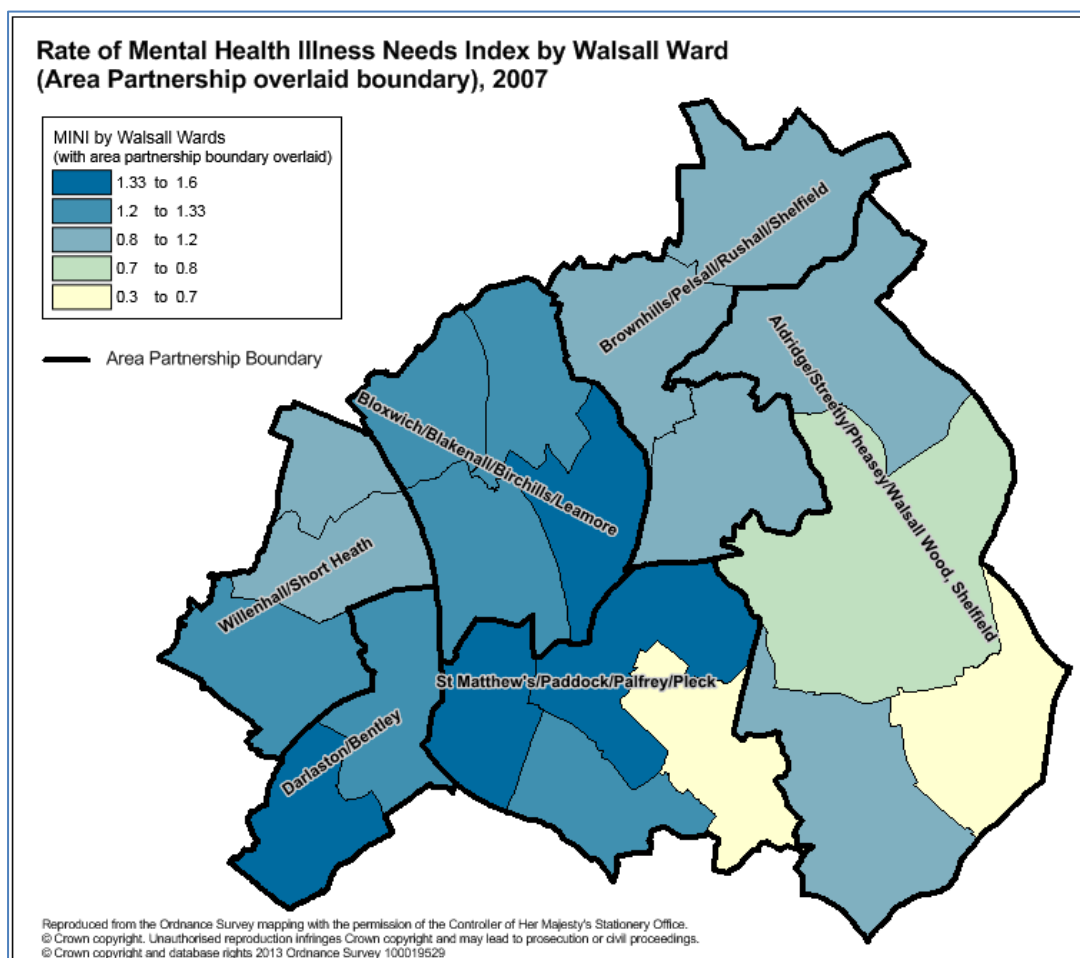 Rate of Mental Health Illness Needs Index by Walsall Ward
(Area Partnership overlaid boundary), 2007
MINI by Walsall Wards
(with area partnership boundary overlaid)
1.33 to 1.6
1.2 to 1.33
0.8 to 1.2
0.7 to 0.8
0.3 to 0.7
Area Partnership Boundary
Brownhills/Pelsall/Rushall/Shelfield
Aldridge/Streetly/Pheasey/Walsall Wood, Shelfield
Bloxwich/Blakenall/Birchills/Leamore
Willenhall/Short Heath
St Matthew's/Paddock/Palfrey/Pleck
Darlaston/Bentley
Reproduced from the Ordnance Survey mapping with the permission of the Controller of Her Majesty's Stationery Office.
© Crown copyright. Unauthorised reproduction infringes Crown copyright and may lead to prosecution or civil proceedings.
© Crown copyright and database rights 2013 Ordnance Survey 100019529